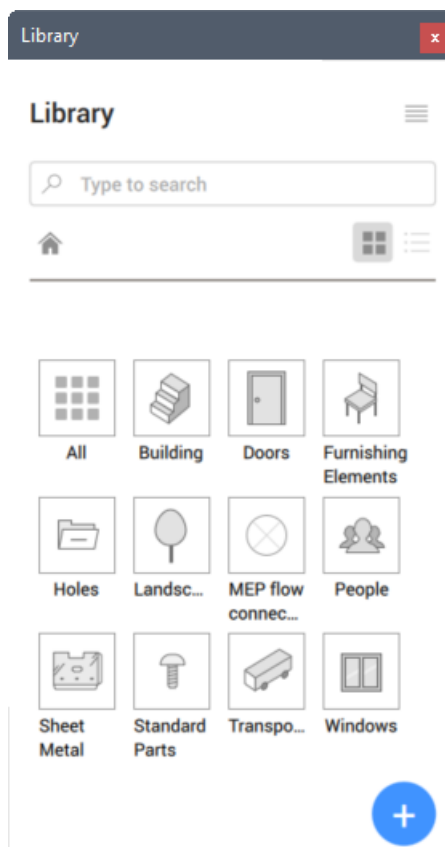 Library
x
Library
Type to search
All
Building
Doors
Furnishing
Elements
Holes
Landsc...
MEP flow
connec...
People
Sheet
Metal
Standard
Parts
Transpo...
Windows
+